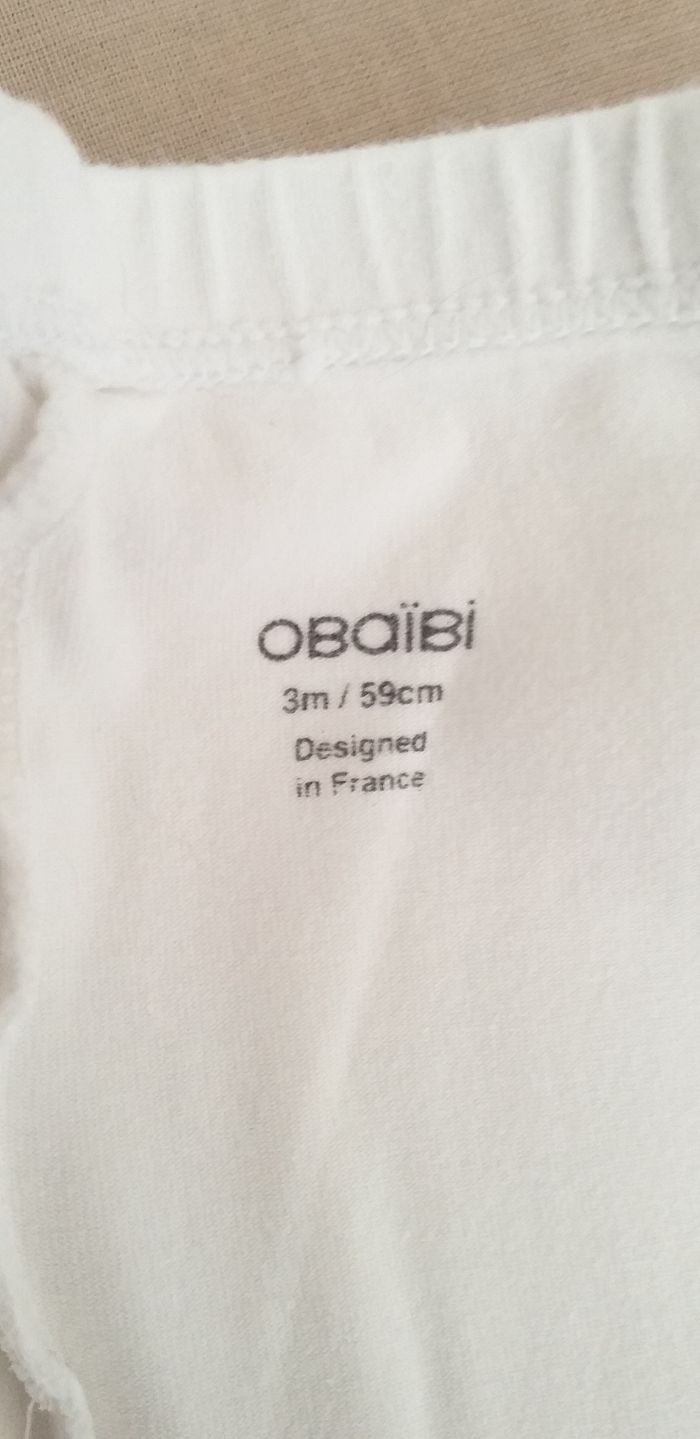 OBaïBi
3m / 59cm
Designed
in France